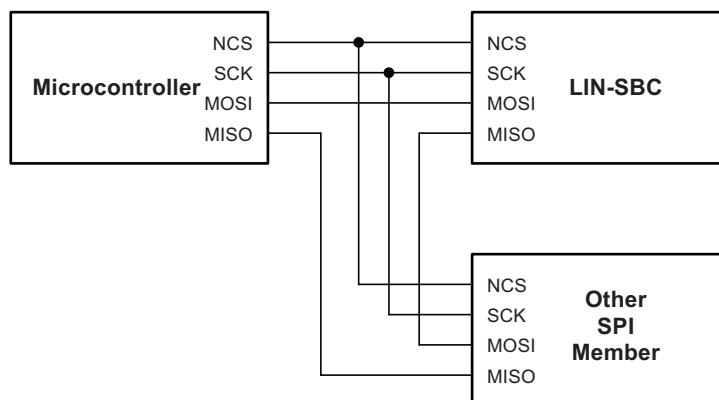 Microcontroller
NCS
SCK
MOSI
MISO
NCS
SCK
MOSI
MISO
LIN-SBC
NCS
SCK
MOSI
MISO
Other
SPI
Member